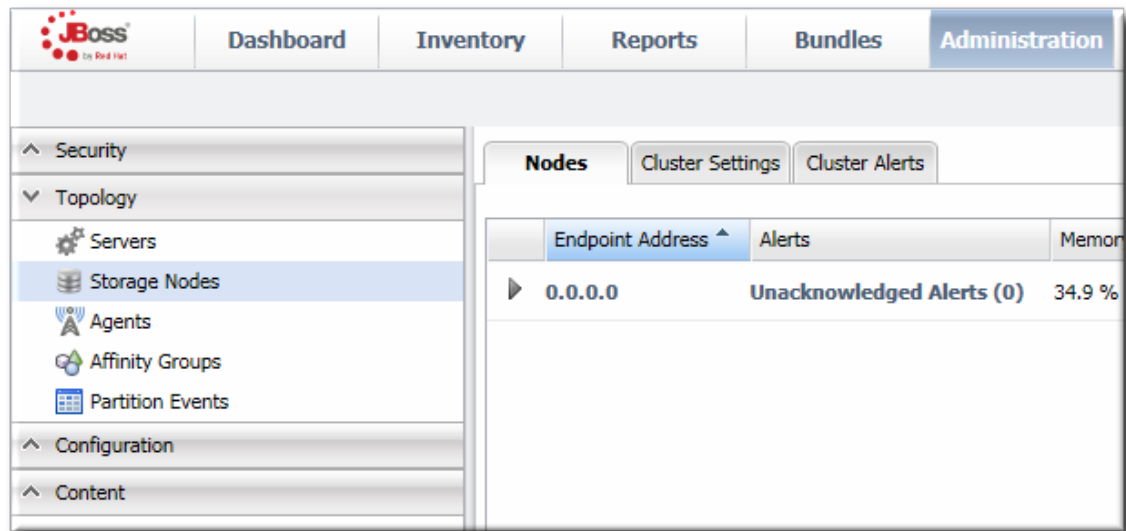 JBoss
by Red Hat
Dashboard
Inventory
Reports
Bundles
Administration
Security
Topology
Servers
Storage Nodes
Agents
Affinity Groups
Partition Events
Configuration
Content
Nodes
Cluster Settings
Cluster Alerts
Endpoint Address
Alerts
Memor
0.0.0.0
Unacknowledged Alerts (0)
34.9 %